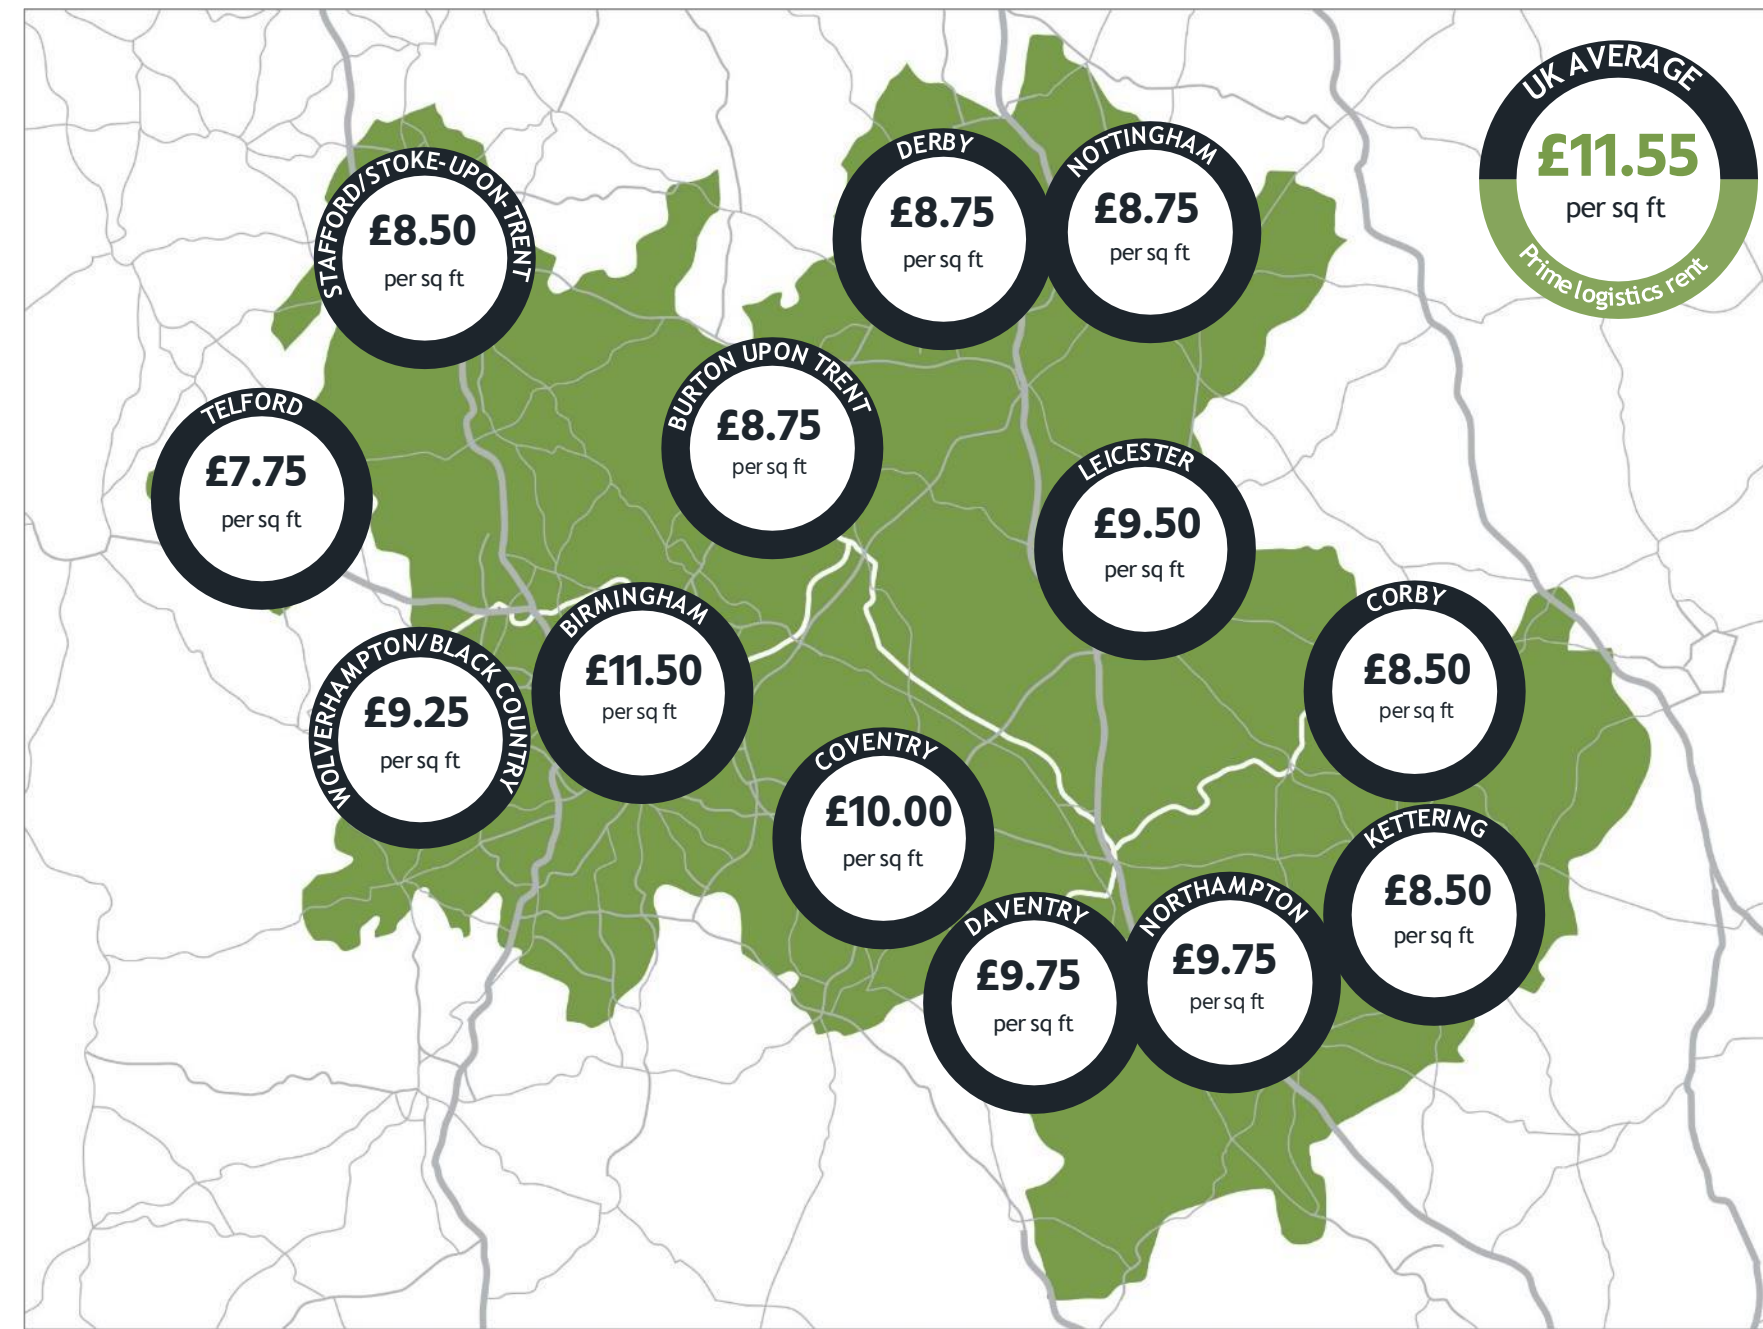 UK AVERAGE
£11.55
per sq ft
Prime logistics rent
DERBY
£8.75
per sq ft
NOTTINGHAM
£8.75
per sq ft
STAFFORD/STOKE-UPON-TRENT
£8.50
per sq ft
BURTON UPON TRENT
£8.75
per sq ft
TELFORD
£7.75
per sq ft
LEICESTER
£9.50
per sq ft
BIRMINGHAM
£11.50
per sq ft
CORBY
£8.50
per sq ft
WOLVERHAMPTON/BLACK COUNTRY
£9.25
per sq ft
COVENTRY
£10.00
per sq ft
KETTERING
£8.50
per sq ft
DAVENTRY
£9.75
per sq ft
NORTHAMPTON
£9.75
per sq ft